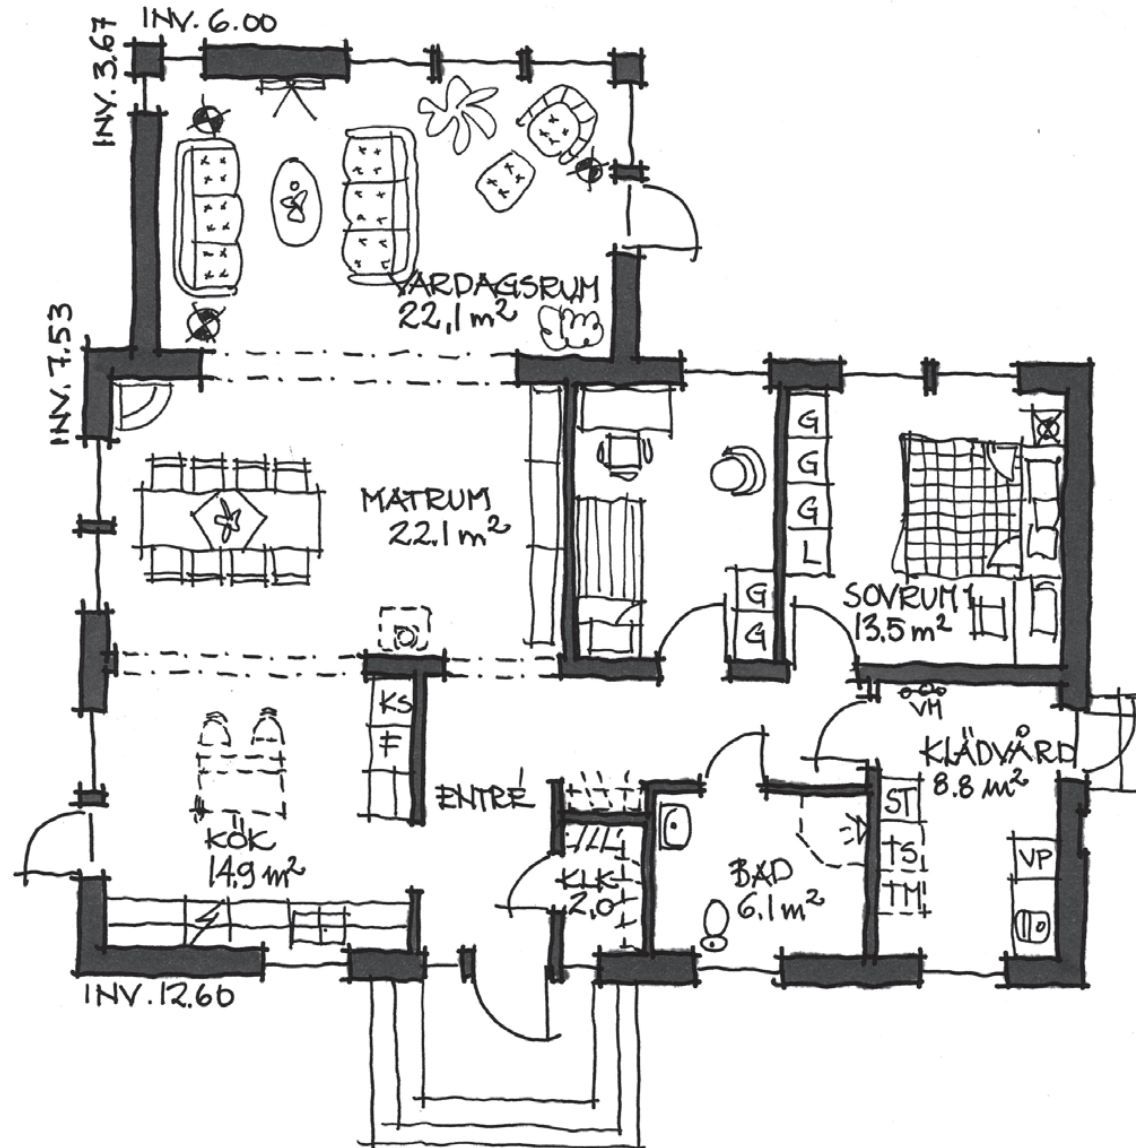 INV. 6.00
INV. 3.67
VARDAGSRUM
22,1 m²
INV. 7.53
MATRUM
22.1 m²
G
G
G
L
G
G
SOVRUM 1
13.5 m²
KS
F
VM
KLÄDVÅRD
8.8 m²
ENTRÉ
ST
TS
TM
VP
KÖK
14.9 m²
KLK
2,0
BAD
6.1 m²
INV. 12.60